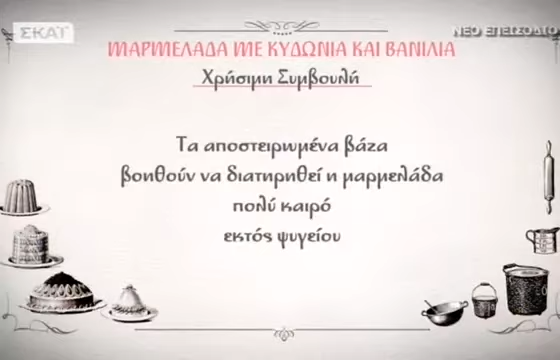 ΣΚΑΪ
ΝΕΟ ΕΠΕΙΣΟΔΙΟ
ΜΑΡΜΕΛΑΔΑ ΜΕ ΚΥΔΩΝΙΑ ΚΑΙ ΒΑΝΙΛΙΑ
Χρήσιμη Συμβουλή
Τα αποστειρωμένα βάζα
βοηθούν να διατηρηθεί η μαρμελάδα
πολύ καιρό
εκτός ψυγείου